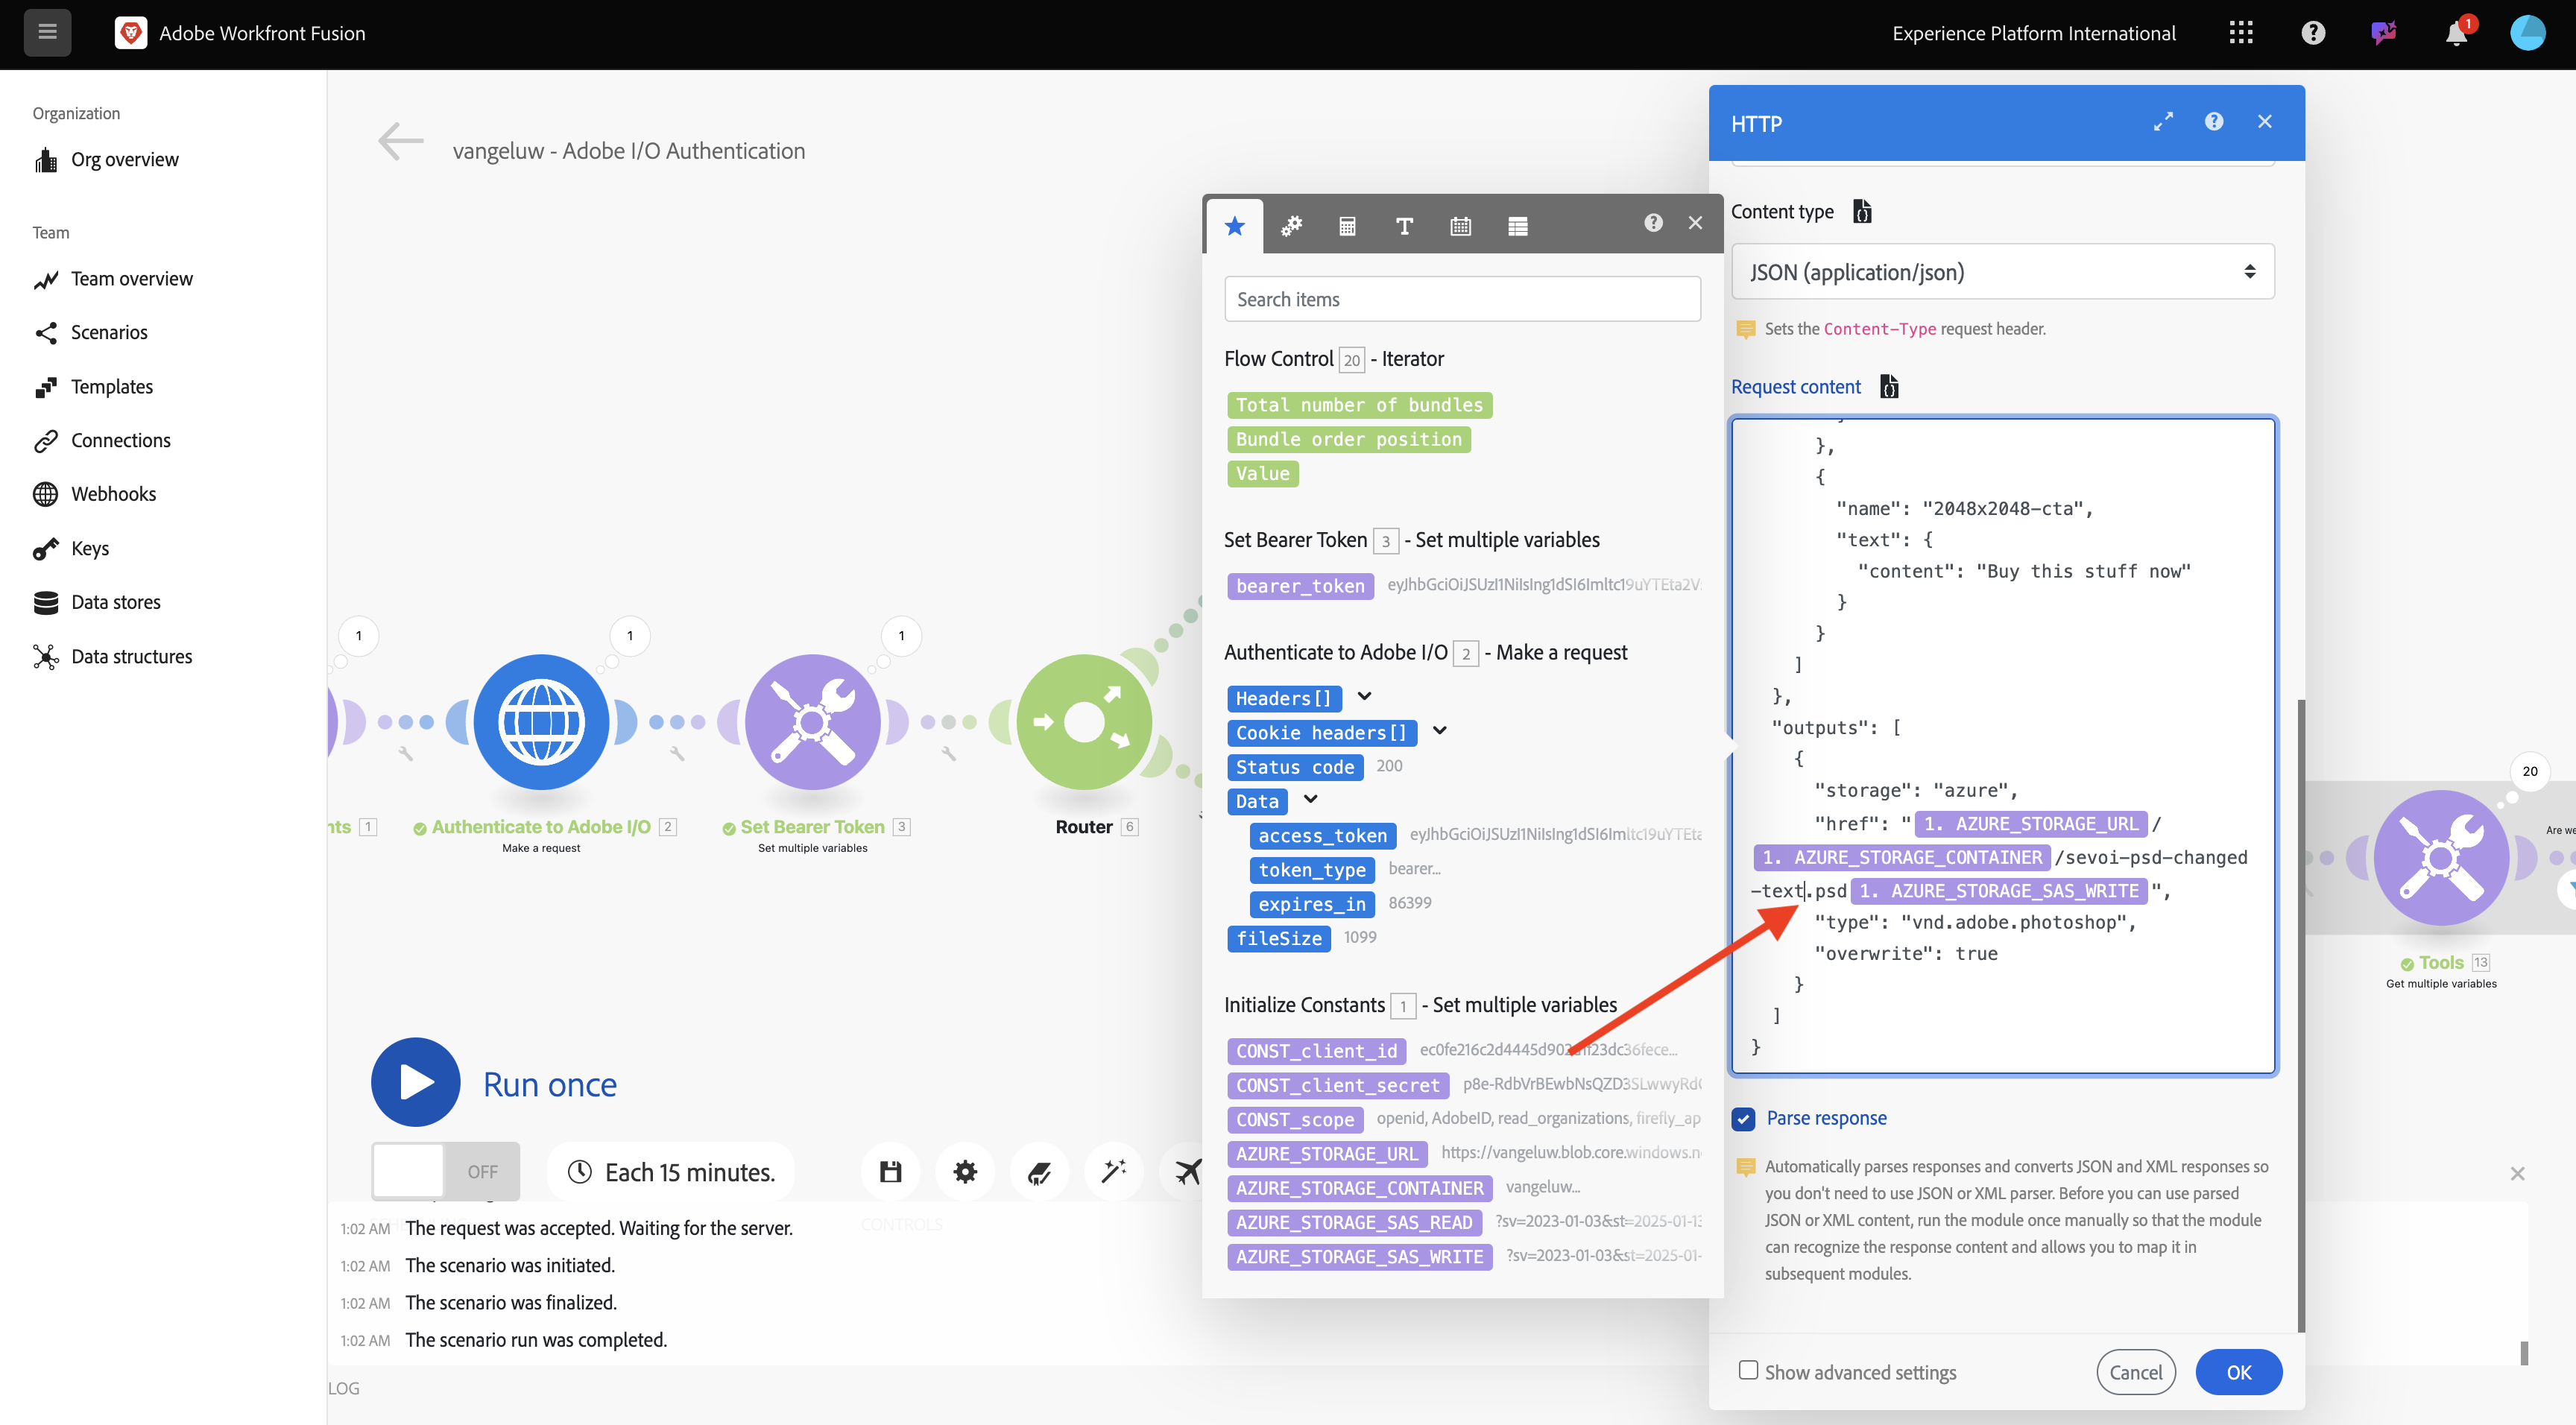 Adobe Workfront Fusion
Experience Platform International
1
Organization
Org overview
Team
Team overview
Scenarios
Templates
Connections
Webhooks
Keys
Data stores
Data structures
vangeluw - Adobe I/O Authentication
1
1
1
nts 1
Authenticate to Adobe I/O 2
Make a request
Set Bearer Token 3
Set multiple variables
Router 6
Run once
OFF
Each 15 minutes.
CONTROLS
1:02 AM The request was accepted. Waiting for the server.
1:02 AM The scenario was initiated.
1:02 AM The scenario was finalized.
1:02 AM The scenario run was completed.
LOG
Search items
Flow Control 20 - Iterator
Total number of bundles
Bundle order position
Value
Set Bearer Token 3 - Set multiple variables
bearer_token eyJhbGciOiJSUzI1NiIsIng1dSI6Imltc19uYTEta2V
Authenticate to Adobe I/O 2 - Make a request
Headers[]
Cookie headers[]
Status code 200
Data
access_token eyJhbGciOiJSUzI1NiIsIng1dSI6Imltc19uYTEta
token_type bearer...
expires_in 86399
fileSize 1099
Initialize Constants 1 - Set multiple variables
CONST_client_id
CONST_client_secret
CONST_scope openid, AdobeID, read_organizations, firefly_ap
AZURE_STORAGE_URL https://vangeluw.blob.core.windows.n
AZURE_STORAGE_CONTAINER vangeluw...
AZURE_STORAGE_SAS_READ ?sv=2023-01-03&st=2025-01-13
AZURE_STORAGE_SAS_WRITE ?sv=2023-01-03&st=2025-01-
HTTP
Content type
JSON (application/json)
Sets the Content-Type request header.
Request content
},
{
"name": "2048x2048-cta",
"text": {
"content": "Buy this stuff now"
}
}
]
},
"outputs": [
{
"storage": "azure",
"href": "1. AZURE_STORAGE_URL/
1. AZURE_STORAGE_CONTAINER/sevoi-psd-changed
-text.psd1. AZURE_STORAGE_SAS_WRITE",
"type": "vnd.adobe.photoshop",
"overwrite": true
}
]
}
Parse response
Automatically parses responses and converts JSON and XML responses so
you don't need to use JSON or XML parser. Before you can use parsed
JSON or XML content, run the module once manually so that the module
can recognize the response content and allows you to map it in
subsequent modules.
Show advanced settings
Cancel
OK
20
Are we
Tools 13
Get multiple variables